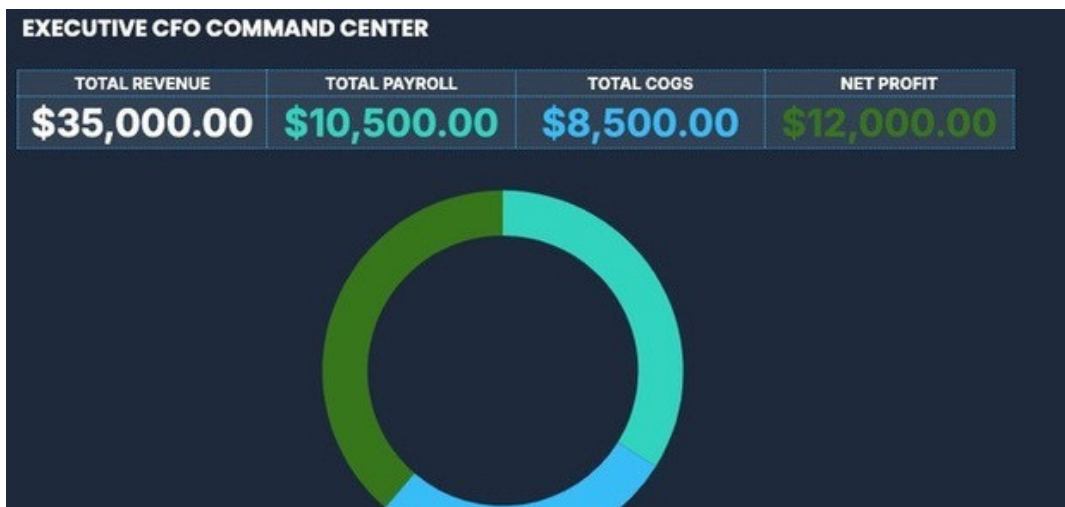 EXECUTIVE CFO COMMAND CENTER
TOTAL REVENUE TOTAL PAYROLL TOTAL COGS NET PROFIT
$35,000.00 $10,500.00 $8,500.00 $12,000.00